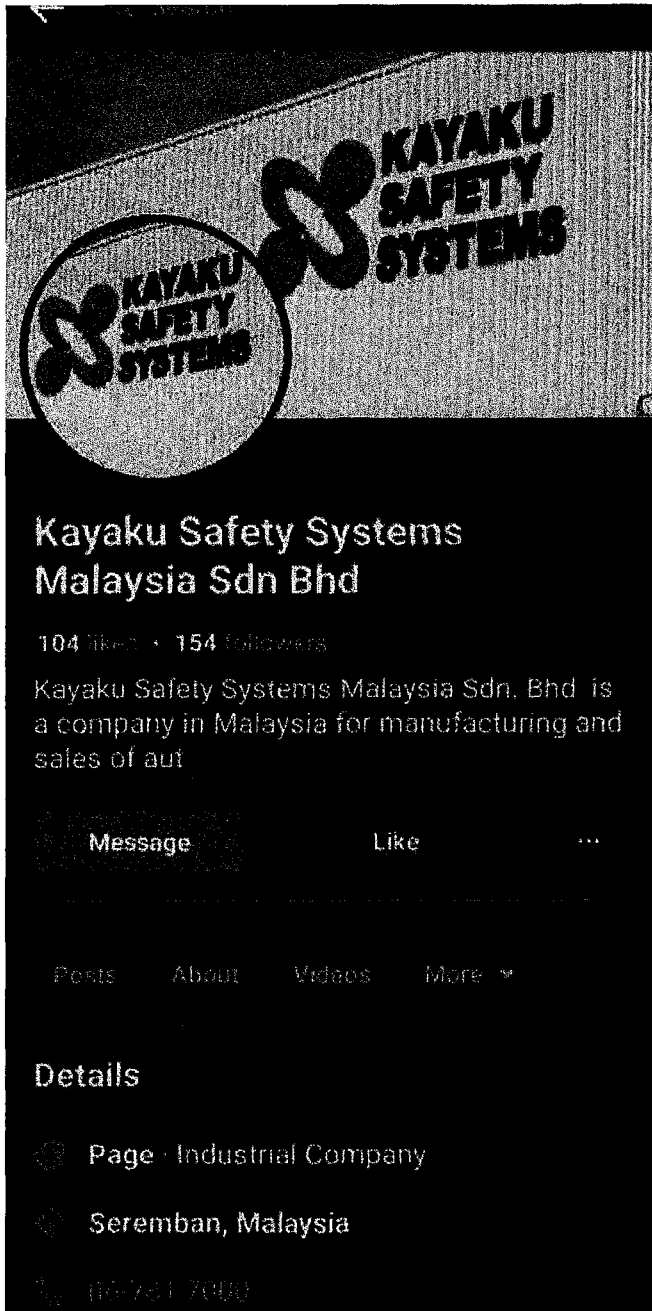 KAYAKU
SAFETY
SYSTEMS
KAYAKU
SAFETY
SYSTEMS
Kayaku Safety Systems
Malaysia Sdn Bhd
104 likes · 154 followers
Kayaku Safety Systems Malaysia Sdn. Bhd is
a company in Malaysia for manufacturing and
sales of aut
Message
Like
...
Posts
About
Videos
More
Details
Page · Industrial Company
Seremban, Malaysia